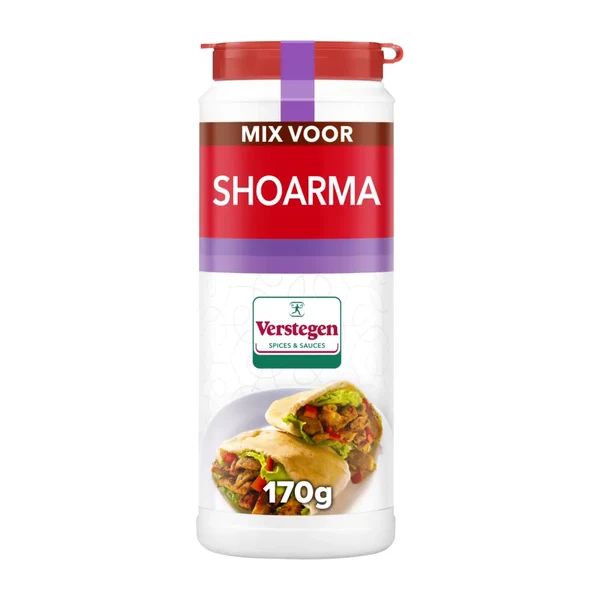 MIX VOOR
SHOARMA
Verstegen
SPICES & SAUCES
170g